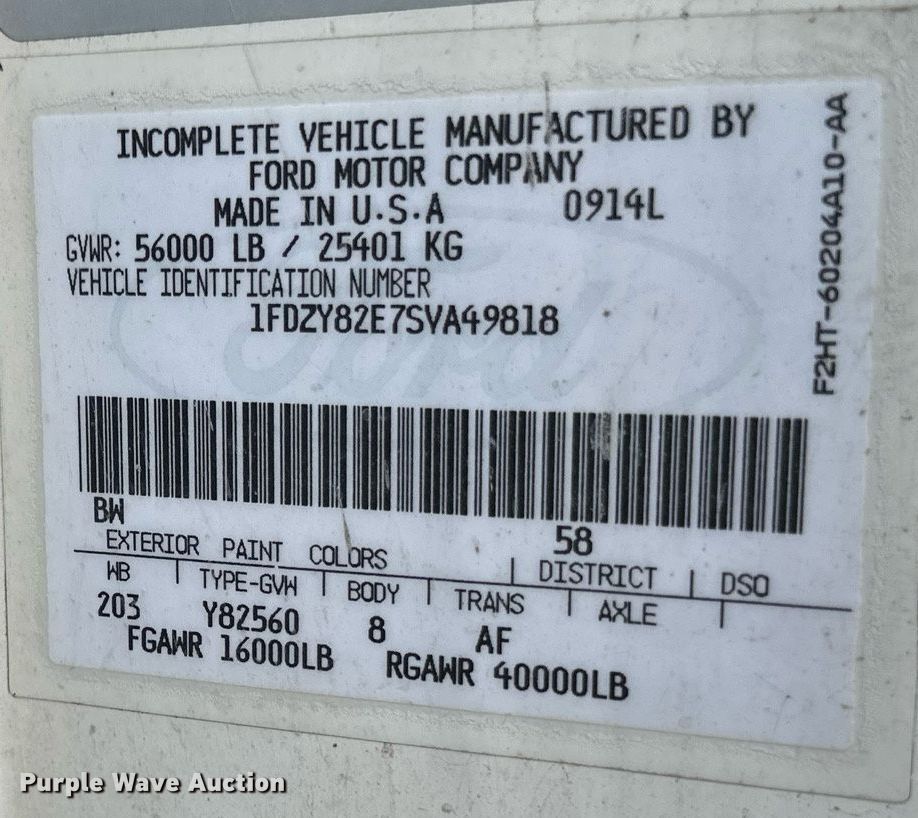 INCOMPLETE VEHICLE MANUFACTURED BY
FORD MOTOR COMPANY
MADE IN U.S.A 0914L
GVWR: 56000 LB / 25401 KG
VEHICLE IDENTIFICATION NUMBER
1FDZY82E7SVA49818
F2HT-60204A10-AA
Ford
BW 58
EXTERIOR PAINT COLORS | DISTRICT | DSO
WB | TYPE-GVW | BODY | TRANS | AXLE |
203 Y82560 8 AF
FGAWR 16000LB RGAWR 40000LB
Purple Wave Auction